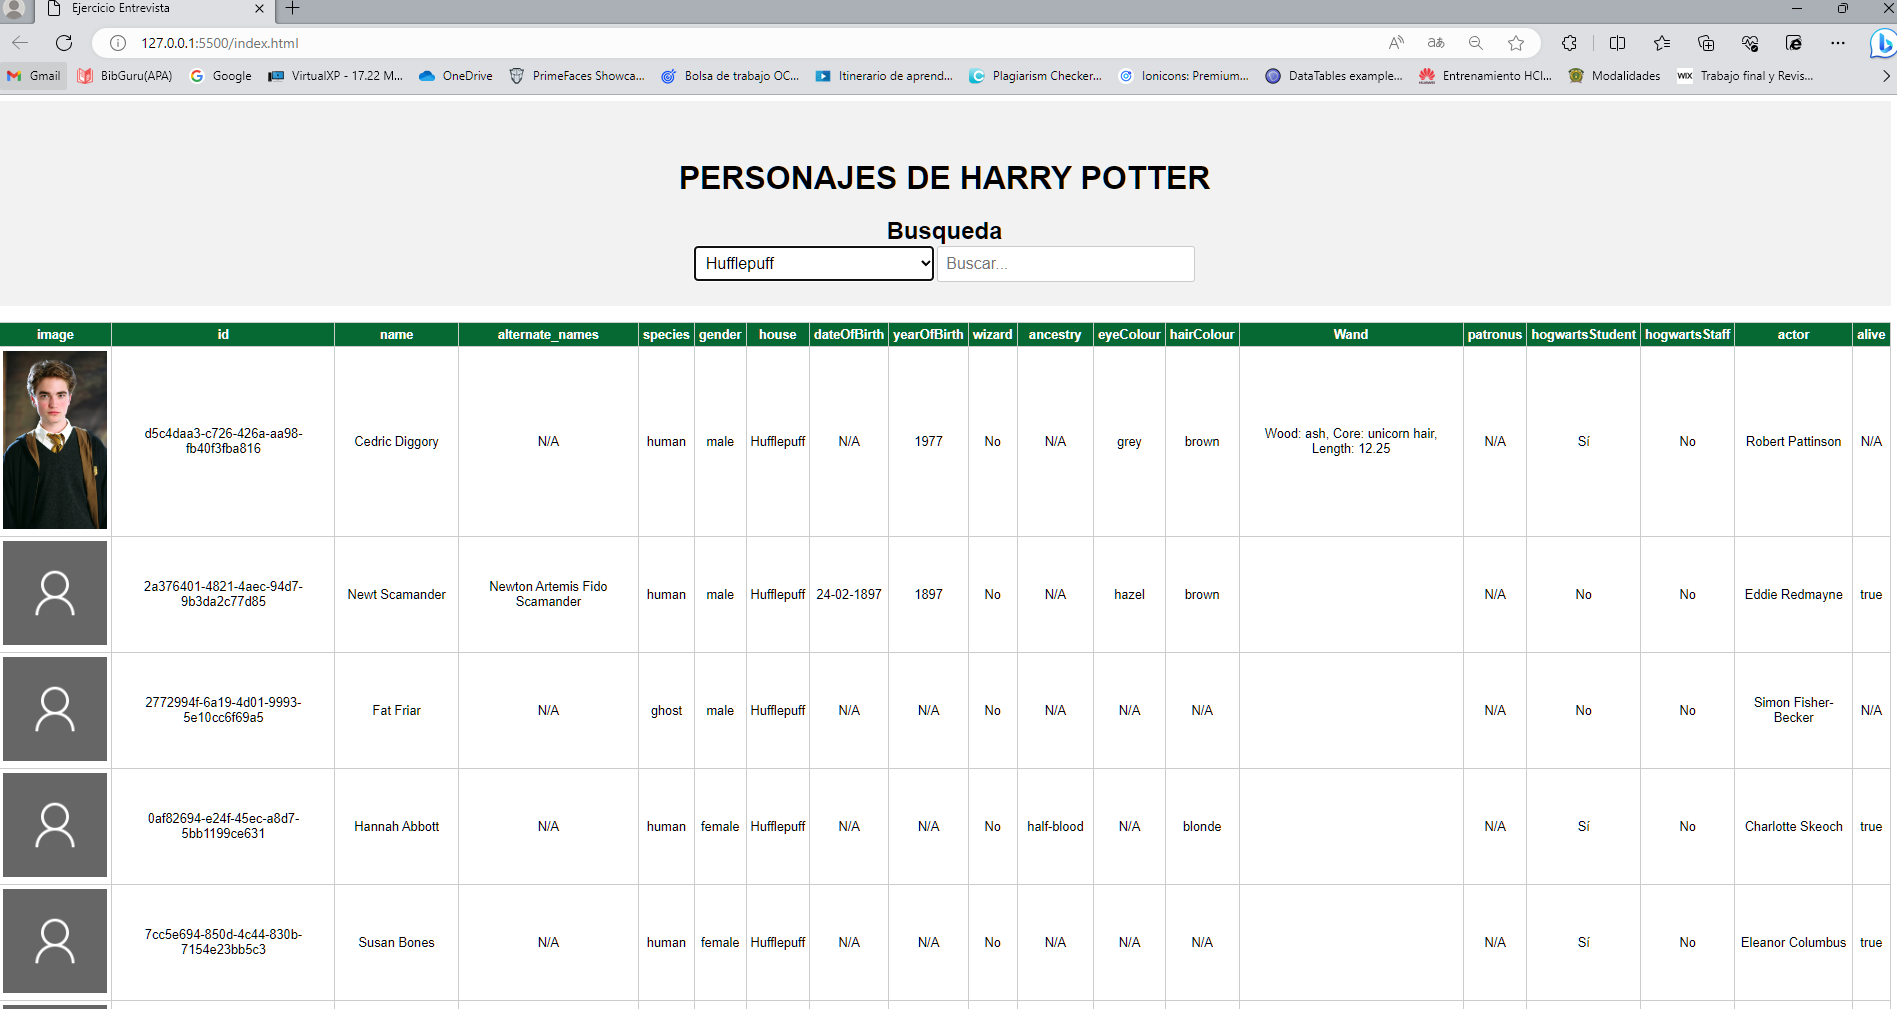 Ejercicio Entrevista
127.0.0.1:5500/index.html
Gmail BibGuru(APA) Google VirtualXP - 17.22 M... OneDrive PrimeFaces Showca... Bolsa de trabajo OC... Itinerario de aprend... Plagiarism Checker... Ionicons: Premium... DataTables example... Entrenamiento HCI... Modalidades WIX Trabajo final y Revis...
PERSONAJES DE HARRY POTTER
Busqueda
Hufflepuff Buscar...
image id name alternate_names species gender house dateOfBirth yearOfBirth wizard ancestry eyeColour hairColour Wand patronus hogwartsStudent hogwartsStaff actor alive
d5c4daa3-c726-426a-aa98-
fb40f3fba816 Cedric Diggory N/A human male Hufflepuff N/A 1977 No N/A grey brown Wood: ash, Core: unicorn hair,
Length: 12.25 N/A Sí No Robert Pattinson N/A
2a376401-4821-4aec-94d7-
9b3da2c77d85 Newt Scamander Newton Artemis Fido
Scamander human male Hufflepuff 24-02-1897 1897 No N/A hazel brown N/A No No Eddie Redmayne true
2772994f-6a19-4d01-9993-
5e10cc6f69a5 Fat Friar N/A ghost male Hufflepuff N/A N/A No N/A N/A N/A N/A No No Simon Fisher-
Becker N/A
0af82694-e24f-45ec-a8d7-
5bb1199ce631 Hannah Abbott N/A human female Hufflepuff N/A N/A No half-blood N/A blonde N/A Sí No Charlotte Skeoch true
7cc5e694-850d-4c44-830b-
7154e23bb5c3 Susan Bones N/A human female Hufflepuff N/A N/A No N/A N/A N/A N/A Sí No Eleanor Columbus true